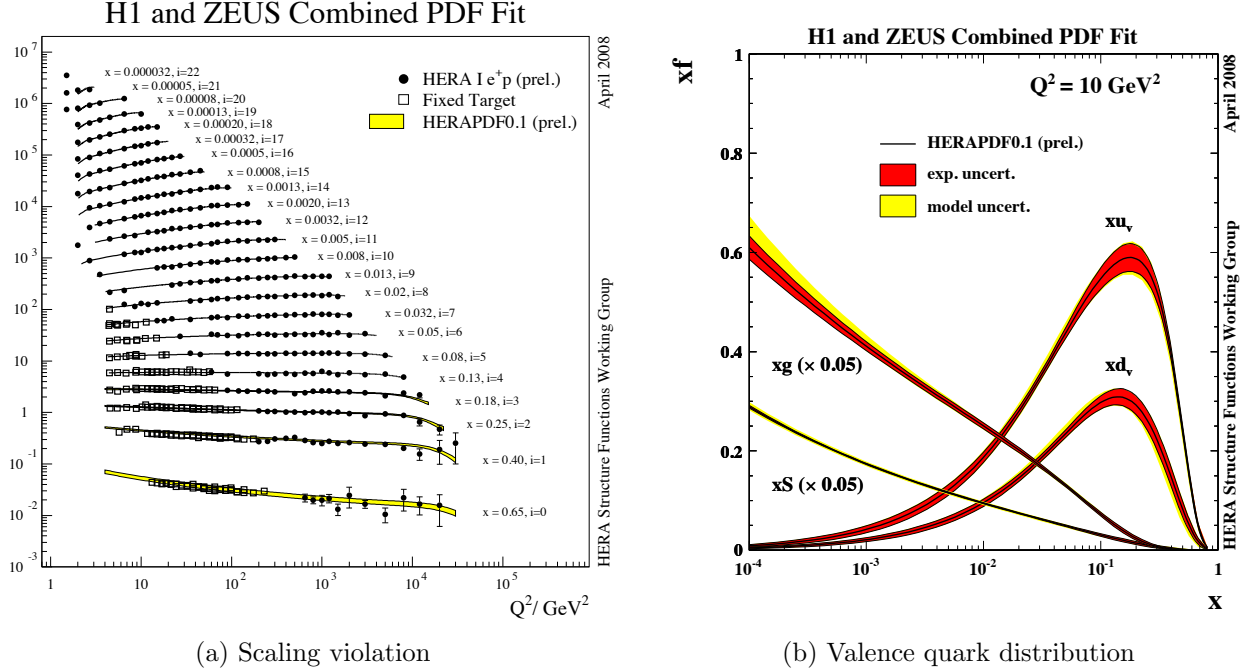 H1 and ZEUS Combined PDF Fit
10^7
10^6
10^5
10^4
10^3
10^2
10
1
10^-1
10^-2
10^-3
x = 0.000032, i=22
x = 0.00005, i=21
x = 0.00008, i=20
x = 0.00013, i=19
x = 0.00020, i=18
x = 0.00032, i=17
x = 0.0005, i=16
x = 0.0008, i=15
x = 0.0013, i=14
x = 0.0020, i=13
x = 0.0032, i=12
x = 0.005, i=11
x = 0.008, i=10
x = 0.013, i=9
x = 0.02, i=8
x = 0.032, i=7
x = 0.05, i=6
x = 0.08, i=5
x = 0.13, i=4
x = 0.18, i=3
x = 0.25, i=2
x = 0.40, i=1
x = 0.65, i=0
HERA I e^+p (prel.)
Fixed Target
HERAPDF0.1 (prel.)
1
10
10^2
10^3
10^4
10^5
Q^2/ GeV^2
HERA Structure Functions Working Group
April 2008
(a) Scaling violation
H1 and ZEUS Combined PDF Fit
xf
1
0.8
0.6
0.4
0.2
0
Q^2 = 10 GeV^2
HERAPDF0.1 (prel.)
exp. uncert.
model uncert.
xu_v
xd_v
xg (× 0.05)
xS (× 0.05)
10^-4
10^-3
10^-2
10^-1
1
x
HERA Structure Functions Working Group
April 2008
(b) Valence quark distribution